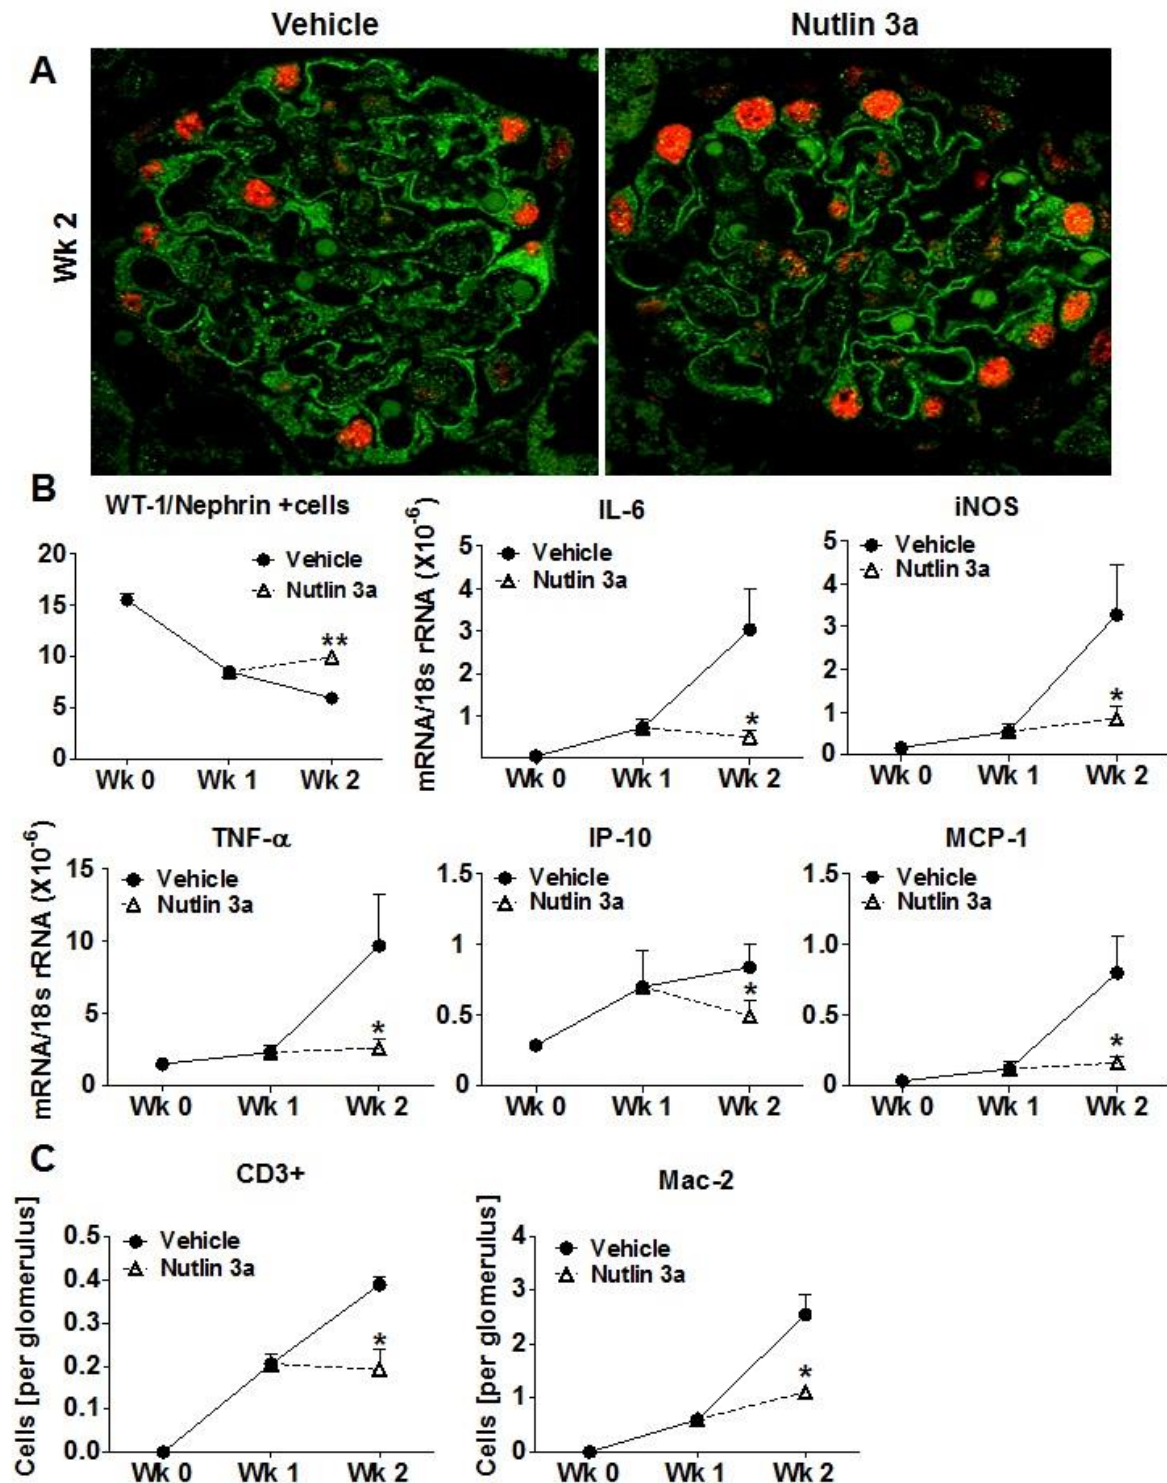 Vehicle Nutlin 3a
A
Wk 2
B
WT-1/Nephrin +cells
20
15
10
5
0
Vehicle
Nutlin 3a
**
Wk 0 Wk 1 Wk 2
IL-6
mRNA/18s rRNA (X10⁻⁶)
5
4
3
2
1
Vehicle
Nutlin 3a
*
Wk 0 Wk 1 Wk 2
iNOS
5
4
3
2
1
0
Vehicle
Nutlin 3a
*
Wk 0 Wk 1 Wk 2
TNF-α
mRNA/18s rRNA (X10⁻⁶)
15
10
5
0
Vehicle
Nutlin 3a
*
Wk 0 Wk 1 Wk 2
IP-10
1.5
1
0.5
0
Vehicle
Nutlin 3a
*
Wk 0 Wk 1 Wk 2
MCP-1
1.5
1.0
0.5
0
Vehicle
Nutlin 3a
*
Wk 0 Wk 1 Wk 2
C
CD3+
Cells [per glomerulus]
0.5
0.4
0.3
0.2
0.1
0.0
Vehicle
Nutlin 3a
*
Wk 0 Wk 1 Wk 2
Mac-2
Cells [per glomerulus]
4
3
2
1
0
Vehicle
Nutlin 3a
*
Wk 0 Wk 1 Wk 2